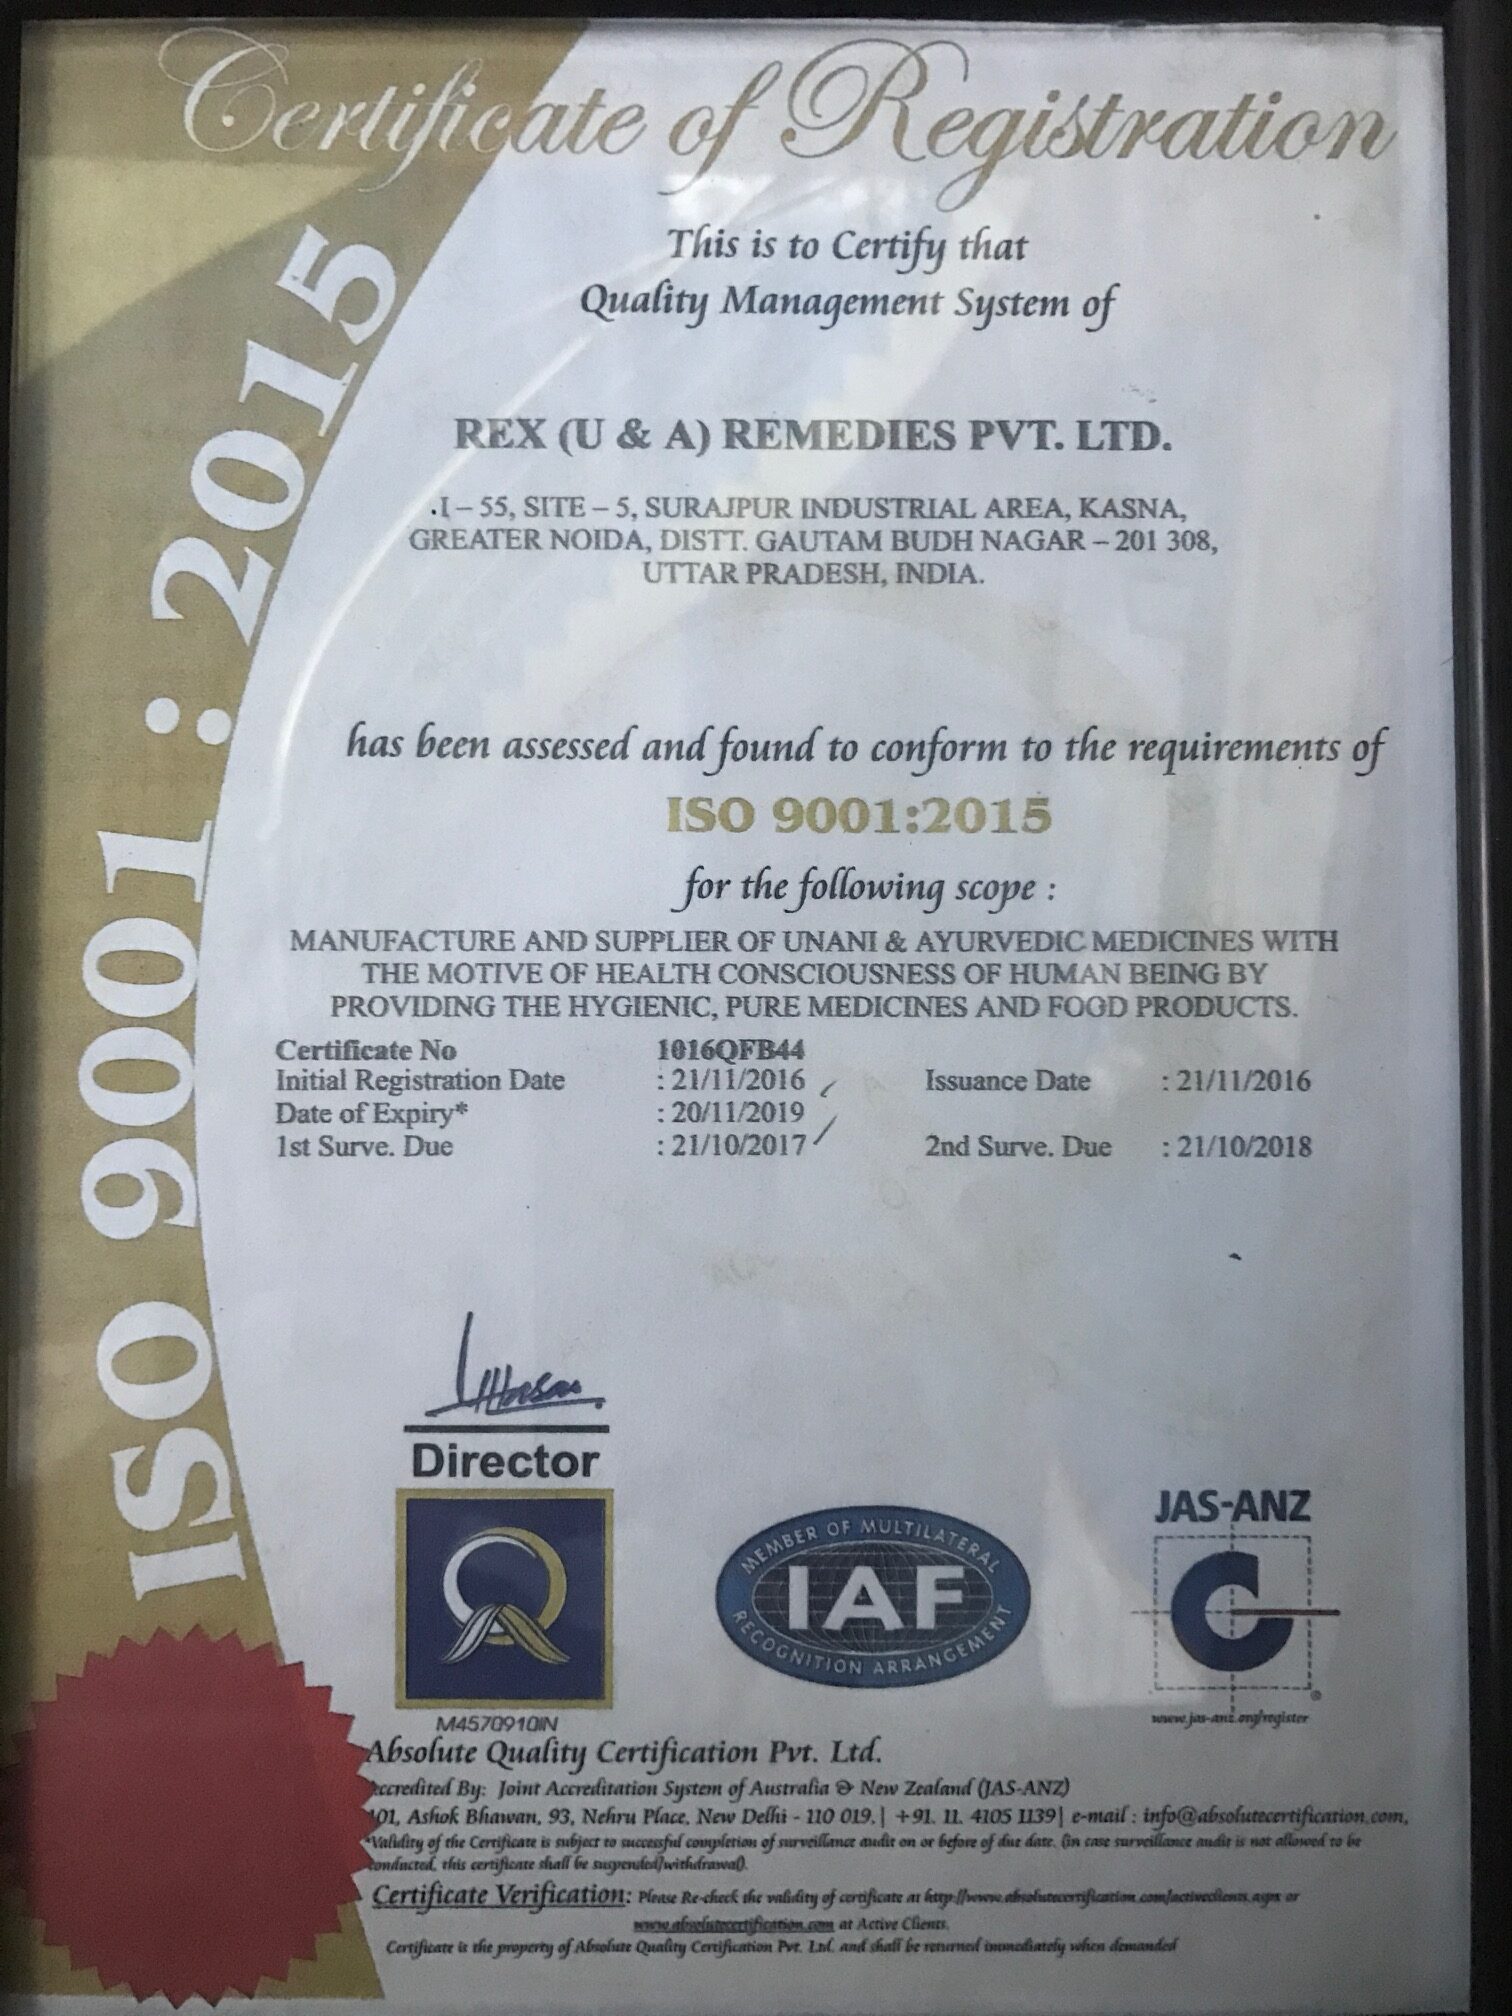 Certificate of Registration
ISO 9001 : 2015
This is to Certify that
Quality Management System of
REX (U & A) REMEDIES PVT. LTD.
.I – 55, SITE – 5, SURAJPUR INDUSTRIAL AREA, KASNA,
GREATER NOIDA, DISTT. GAUTAM BUDH NAGAR – 201 308,
UTTAR PRADESH, INDIA.
has been assessed and found to conform to the requirements of
ISO 9001:2015
for the following scope :
MANUFACTURE AND SUPPLIER OF UNANI & AYURVEDIC MEDICINES WITH
THE MOTIVE OF HEALTH CONSCIOUSNESS OF HUMAN BEING BY
PROVIDING THE HYGIENIC, PURE MEDICINES AND FOOD PRODUCTS.
Certificate No 1016QFB44
Initial Registration Date : 21/11/2016 Issuance Date : 21/11/2016
Date of Expiry* : 20/11/2019
1st Surve. Due : 21/10/2017 2nd Surve. Due : 21/10/2018
Director
MEMBER OF MULTILATERAL
IAF
RECOGNITION ARRANGEMENT
JAS-ANZ
®
www.jas-anz.org/register
M4570910IN
Absolute Quality Certification Pvt. Ltd.
Accredited By: Joint Accreditation System of Australia & New Zealand (JAS-ANZ)
101, Ashok Bhawan, 93, Nehru Place, New Delhi - 110 019. | +91. 11. 4105 1139| e-mail : info@absolutecertification.com,
*Validity of the Certificate is subject to successful completion of surveillance audit on or before of due date. (in case surveillance audit is not allowed to be
conducted, this certificate shall be suspended/withdrawal).
Certificate Verification: Please Re-check the validity of certificate at http://www.absolutecertification.com/activeclients.aspx or
www.absolutecertification.com at Active Clients.
Certificate is the property of Absolute Quality Certification Pvt. Ltd. and shall be returned immediately when demanded